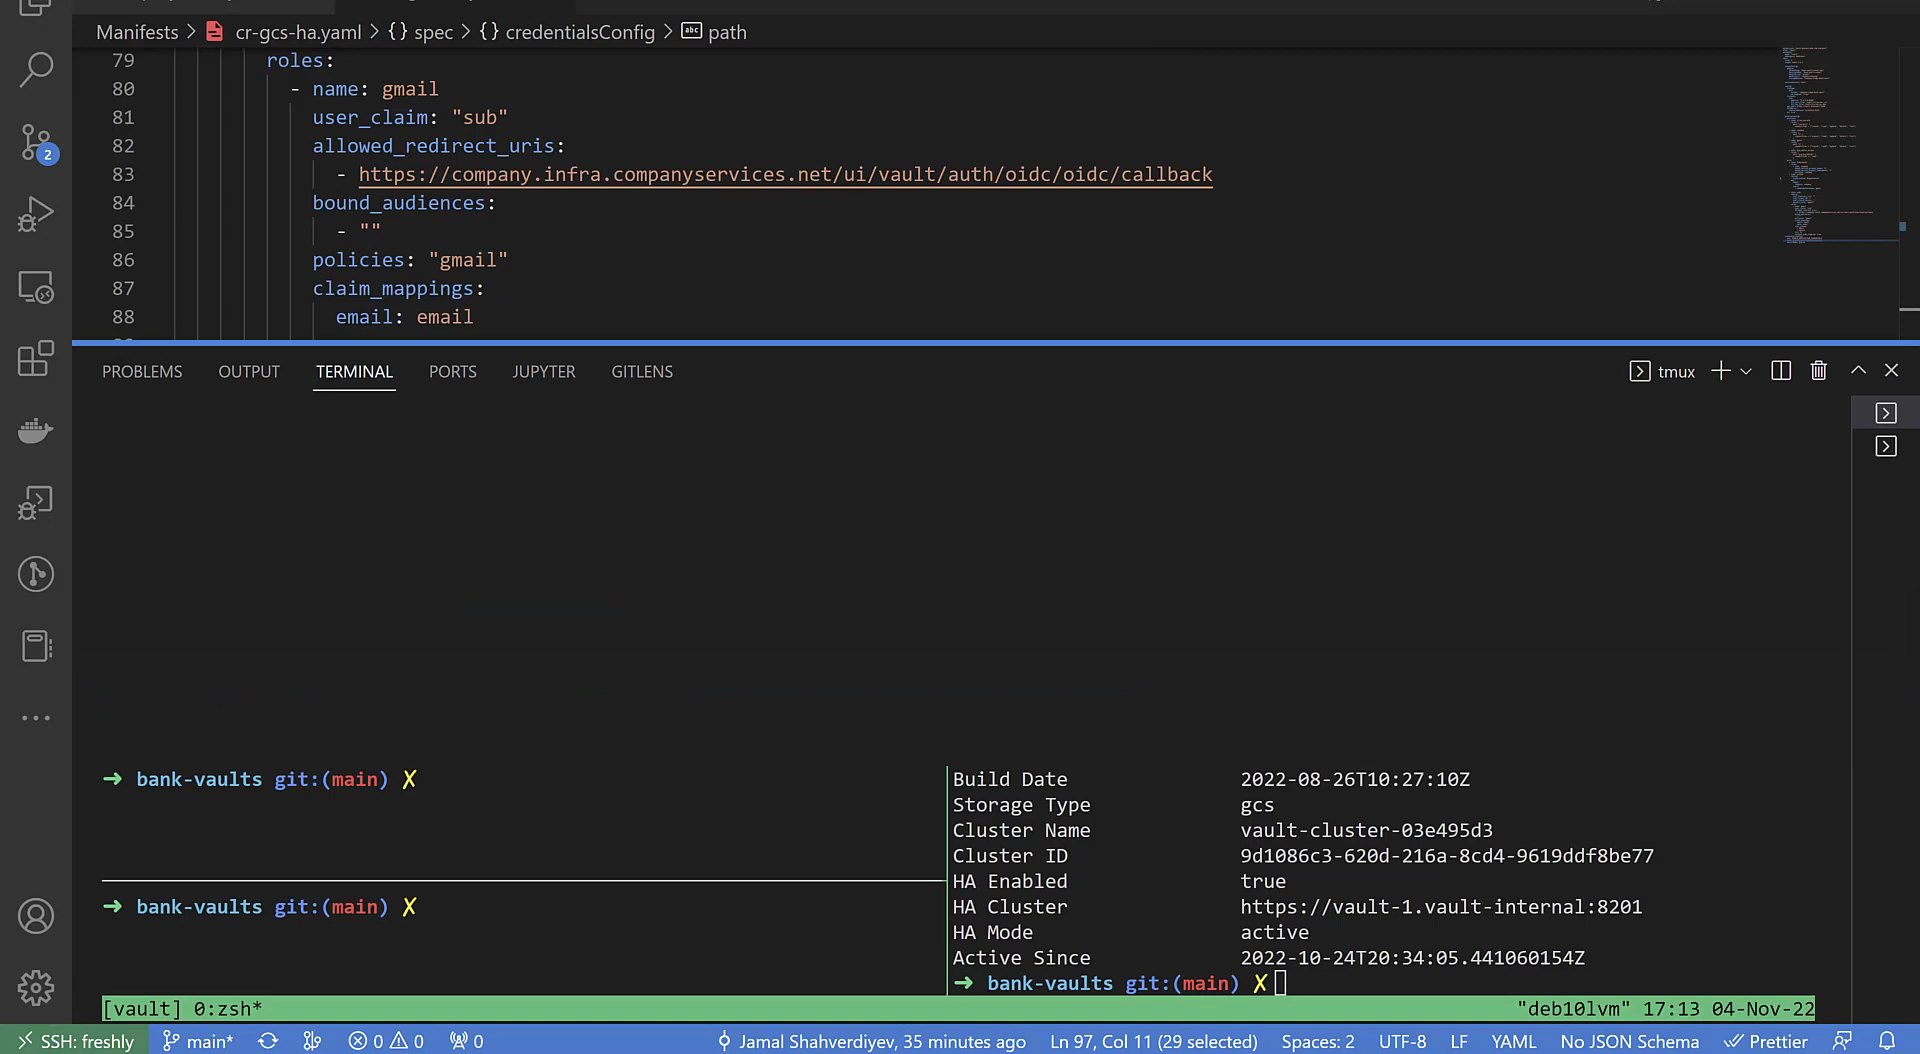 Manifests > cr-gcs-ha.yaml > {} spec > {} credentialsConfig > abc path
79 roles:
80 - name: gmail
81 user_claim: "sub"
82 allowed_redirect_uris:
83 - https://company.infra.companyservices.net/ui/vault/auth/oidc/oidc/callback
84 bound_audiences:
85 - ""
86 policies: "gmail"
87 claim_mappings:
88 email: email
2
PROBLEMS OUTPUT TERMINAL PORTS JUPYTER GITLENS tmux
➜ bank-vaults git:(main) ✗
➜ bank-vaults git:(main) ✗
Build Date 2022-08-26T10:27:10Z
Storage Type gcs
Cluster Name vault-cluster-03e495d3
Cluster ID 9d1086c3-620d-216a-8cd4-9619ddf8be77
HA Enabled true
HA Cluster https://vault-1.vault-internal:8201
HA Mode active
Active Since 2022-10-24T20:34:05.441060154Z
➜ bank-vaults git:(main) ✗
[vault] 0:zsh* "deb10lvm" 17:13 04-Nov-22
SSH: freshly main* 0 0 0 Jamal Shahverdiyev, 35 minutes ago Ln 97, Col 11 (29 selected) Spaces: 2 UTF-8 LF YAML No JSON Schema Prettier